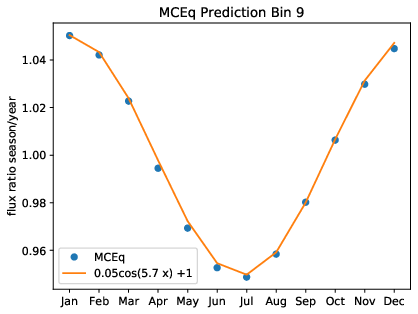 MCEq Prediction Bin 9
flux ratio season/year
1.04
1.02
1.00
0.98
0.96
MCEq
0.05cos(5.7 x) +1
Jan Feb Mar Apr May Jun Jul Aug Sep Oct Nov Dec